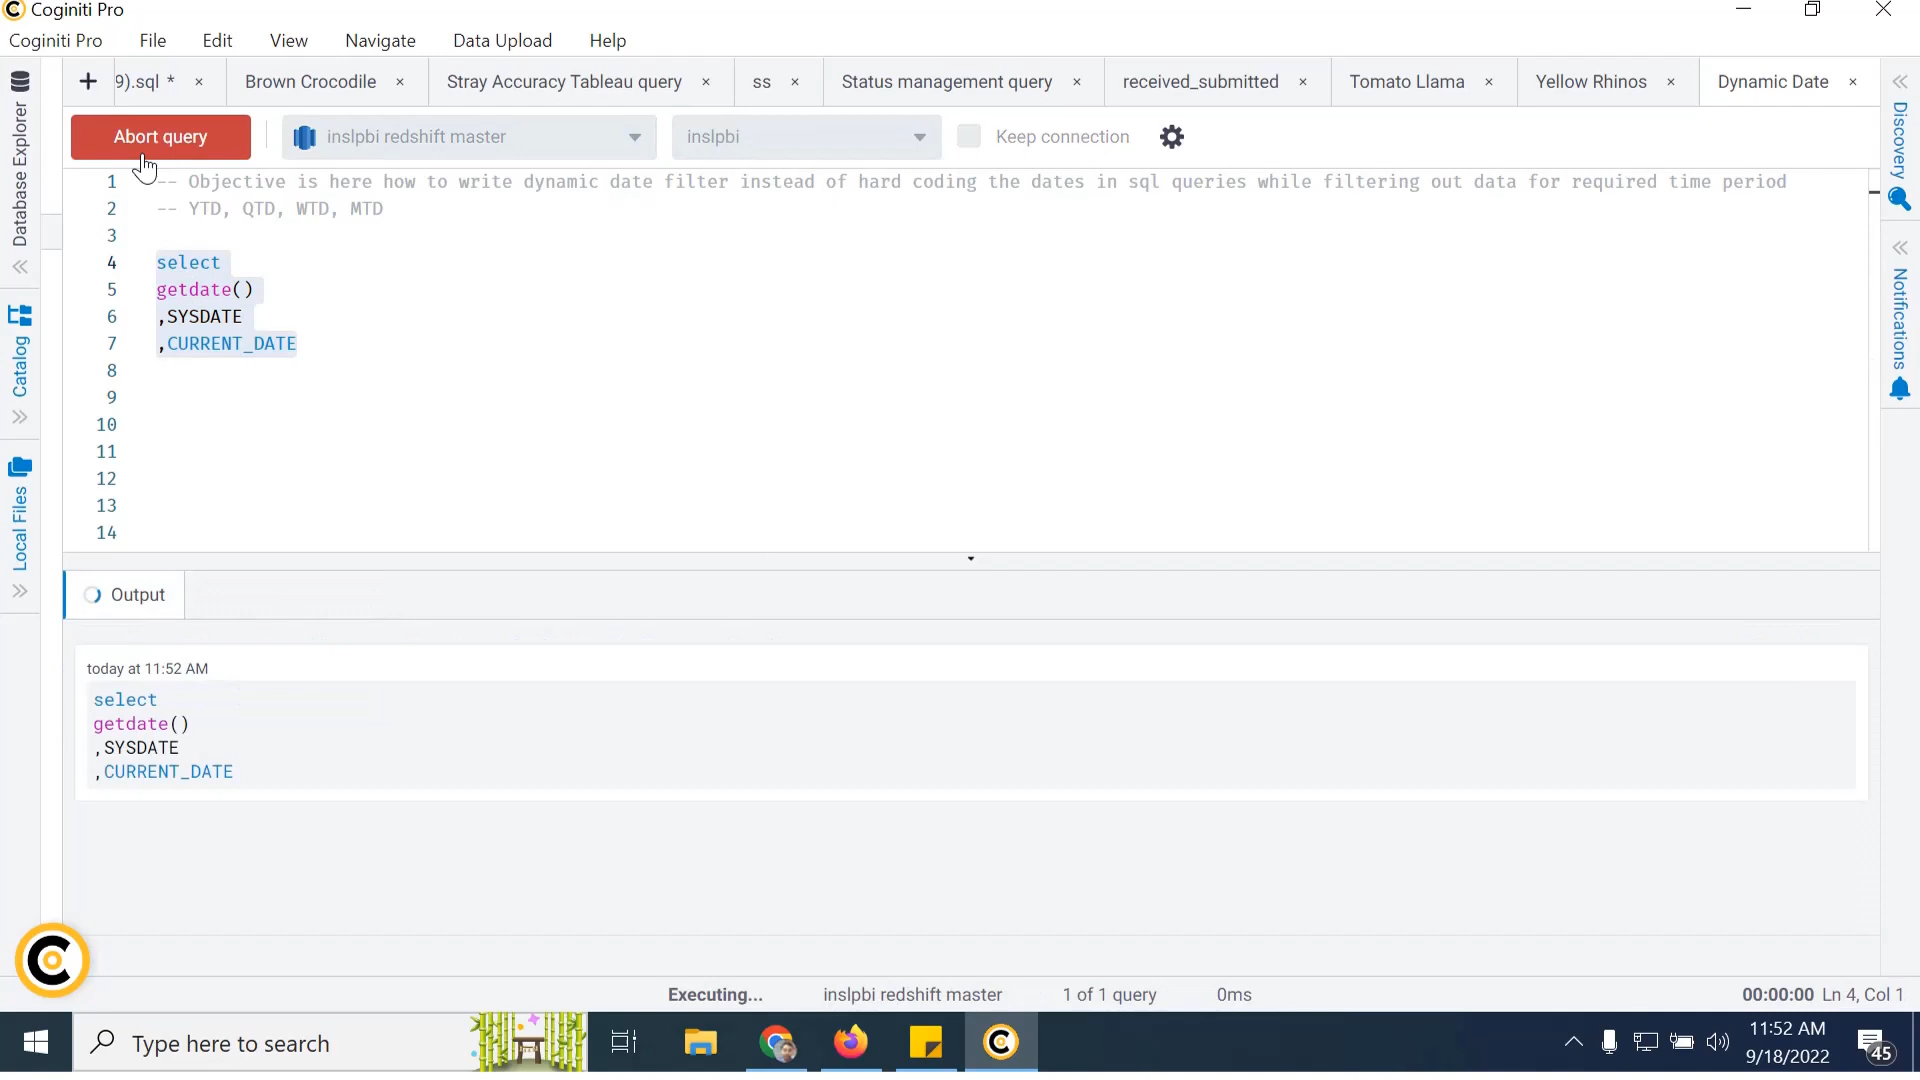 Coginiti Pro
Coginiti Pro File Edit View Navigate Data Upload Help
9).sql * × Brown Crocodile × Stray Accuracy Tableau query × ss × Status management query × received_submitted × Tomato Llama × Yellow Rhinos × Dynamic Date ×
Abort query inslpbi redshift master inslpbi Keep connection
Database Explorer
Catalog
Local Files
Discovery
Notifications
1 -- Objective is here how to write dynamic date filter instead of hard coding the dates in sql queries while filtering out data for required time period
2 -- YTD, QTD, WTD, MTD
3
4 select
5 getdate()
6 ,SYSDATE
7 ,CURRENT_DATE
8
9
10
11
12
13
14
Output
today at 11:52 AM
select
getdate()
,SYSDATE
,CURRENT_DATE
Executing... inslpbi redshift master 1 of 1 query 0ms 00:00:00 Ln 4, Col 1
Type here to search
11:52 AM
9/18/2022
45